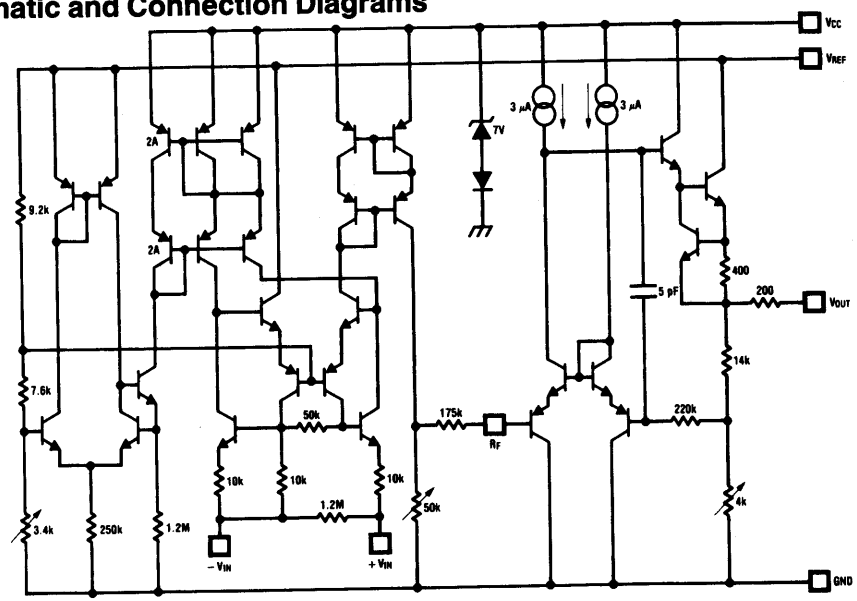 matic and Connection Diagrams
VCC
VREF
3 μA
3 μA
2A
7V
9.2k
2A
400
5 pF
200
VOUT
7.6k
14k
50k
175k
220k
RF
10k
10k
10k
3.4k
250k
1.2M
1.2M
50k
4k
− VIN
+ VIN
GND